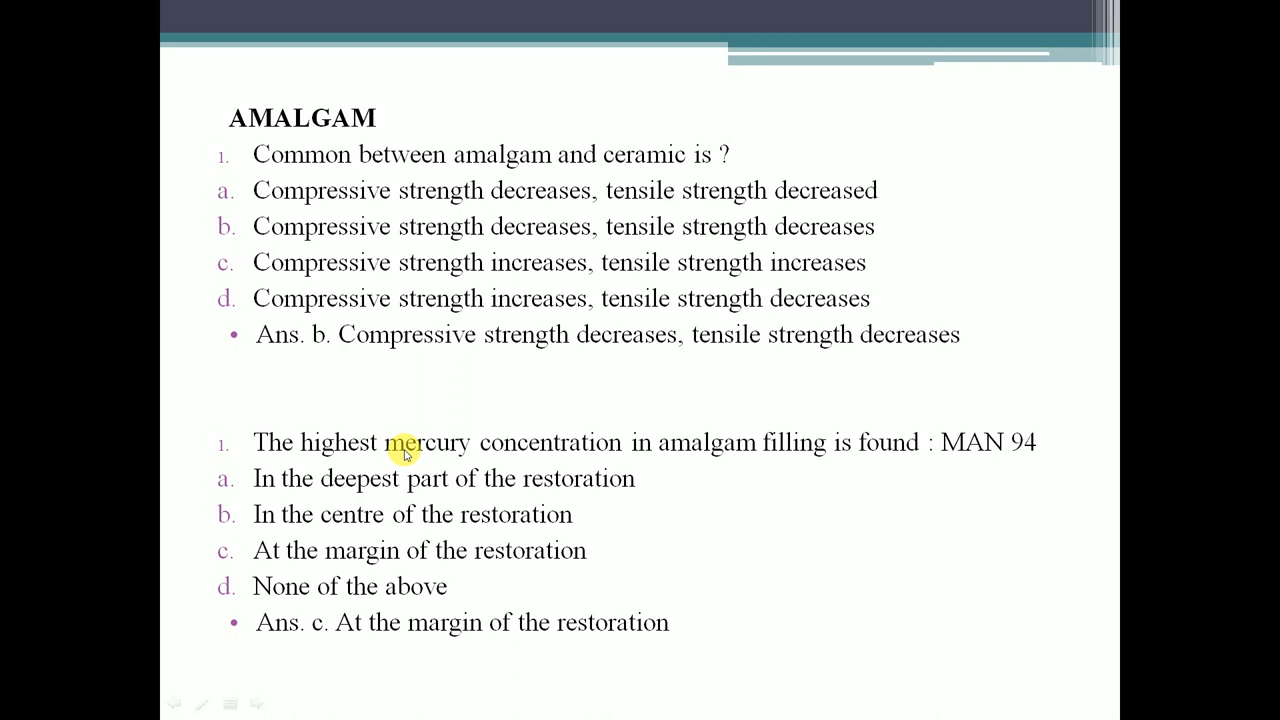 AMALGAM
1. Common between amalgam and ceramic is ?
a. Compressive strength decreases, tensile strength decreased
b. Compressive strength decreases, tensile strength decreases
c. Compressive strength increases, tensile strength increases
d. Compressive strength increases, tensile strength decreases
• Ans. b. Compressive strength decreases, tensile strength decreases
1. The highest mercury concentration in amalgam filling is found : MAN 94
a. In the deepest part of the restoration
b. In the centre of the restoration
c. At the margin of the restoration
d. None of the above
• Ans. c. At the margin of the restoration